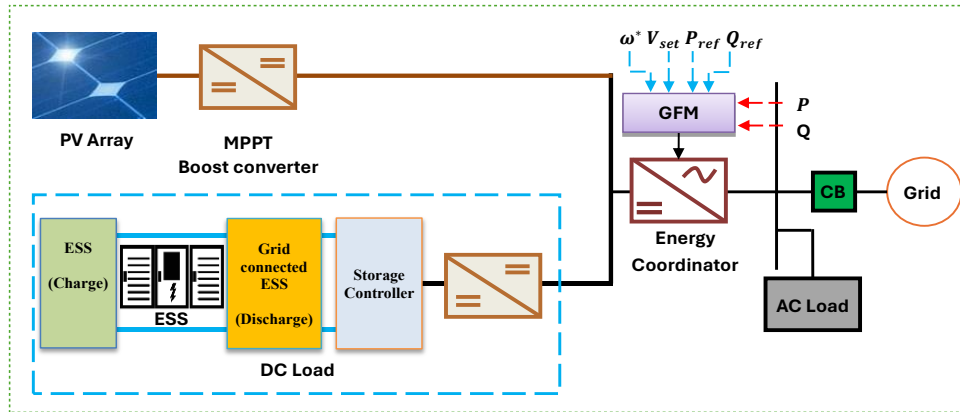 ω* V_set P_ref Q_ref
GFM
P
Q
PV Array
MPPT
Boost converter
CB
Grid
Energy
Coordinator
AC Load
ESS
(Charge)
ESS
Grid
connected
ESS
(Discharge)
Storage
Controller
DC Load